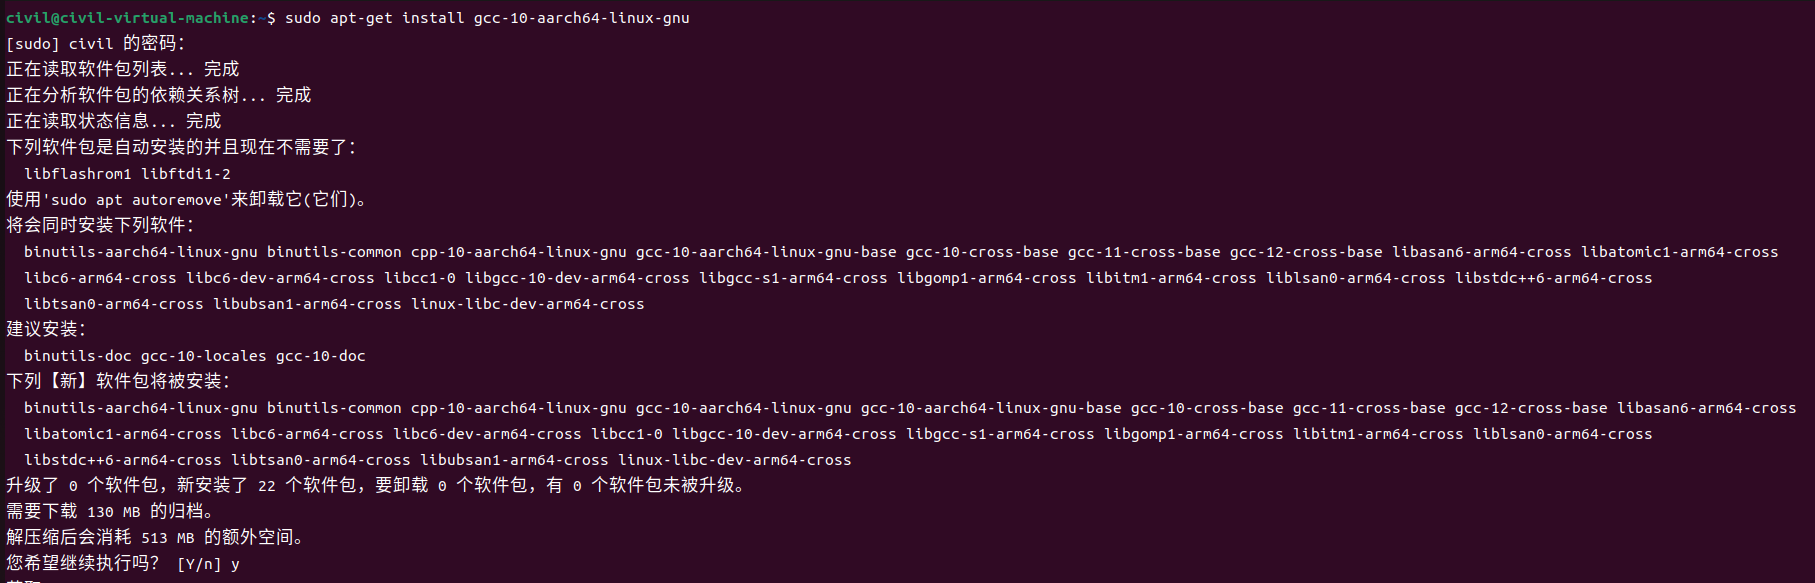 civil@civil-virtual-machine:~$ sudo apt-get install gcc-10-aarch64-linux-gnu
[sudo] civil 的密码：
正在读取软件包列表... 完成
正在分析软件包的依赖关系树... 完成
正在读取状态信息... 完成
下列软件包是自动安装的并且现在不需要了：
libflashrom1 libftdi1-2
使用'sudo apt autoremove'来卸载它(它们)。
将会同时安装下列软件：
binutils-aarch64-linux-gnu binutils-common cpp-10-aarch64-linux-gnu gcc-10-aarch64-linux-gnu-base gcc-10-cross-base gcc-11-cross-base gcc-12-cross-base libasan6-arm64-cross libatomic1-arm64-cross
libc6-arm64-cross libc6-dev-arm64-cross libcc1-0 libgcc-10-dev-arm64-cross libgcc-s1-arm64-cross libgomp1-arm64-cross libitm1-arm64-cross liblsan0-arm64-cross libstdc++6-arm64-cross
libtsan0-arm64-cross libubsan1-arm64-cross linux-libc-dev-arm64-cross
建议安装：
binutils-doc gcc-10-locales gcc-10-doc
下列【新】软件包将被安装：
binutils-aarch64-linux-gnu binutils-common cpp-10-aarch64-linux-gnu gcc-10-aarch64-linux-gnu gcc-10-aarch64-linux-gnu-base gcc-10-cross-base gcc-11-cross-base gcc-12-cross-base libasan6-arm64-cross
libatomic1-arm64-cross libc6-arm64-cross libc6-dev-arm64-cross libcc1-0 libgcc-10-dev-arm64-cross libgcc-s1-arm64-cross libgomp1-arm64-cross libitm1-arm64-cross liblsan0-arm64-cross
libstdc++6-arm64-cross libtsan0-arm64-cross libubsan1-arm64-cross linux-libc-dev-arm64-cross
升级了 0 个软件包，新安装了 22 个软件包，要卸载 0 个软件包，有 0 个软件包未被升级。
需要下载 130 MB 的归档。
解压缩后会消耗 513 MB 的额外空间。
您希望继续执行吗？ [Y/n] y